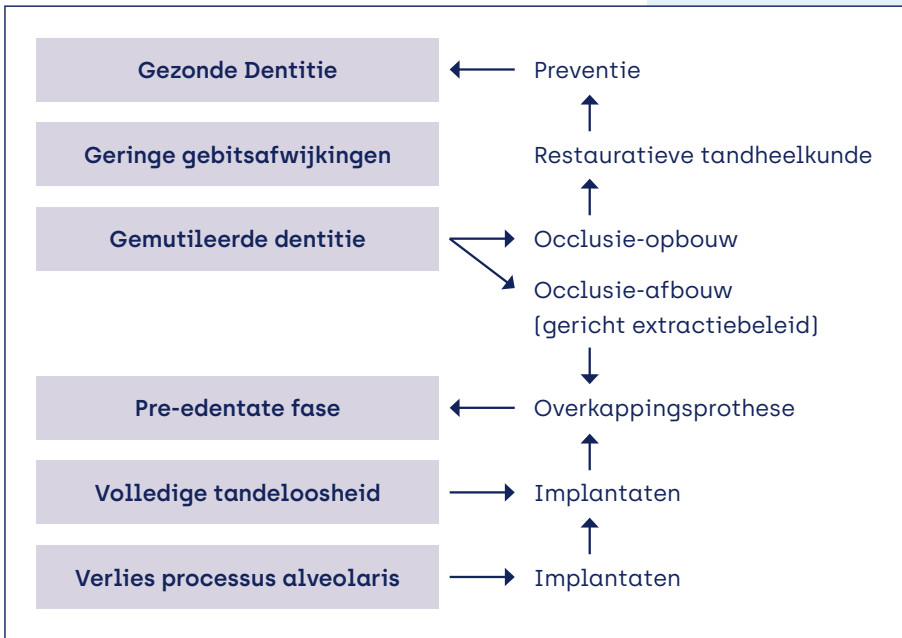 Gezonde Dentitie
Preventie
Geringe gebitsafwijkingen
Restauratieve tandheelkunde
Gemutileerde dentitie
Occlusie-opbouw
Occlusie-afbouw
(gericht extractiebeleid)
Pre-edentate fase
Overkappingsprothese
Volledige tandeloosheid
Implantaten
Verlies processus alveolaris
Implantaten